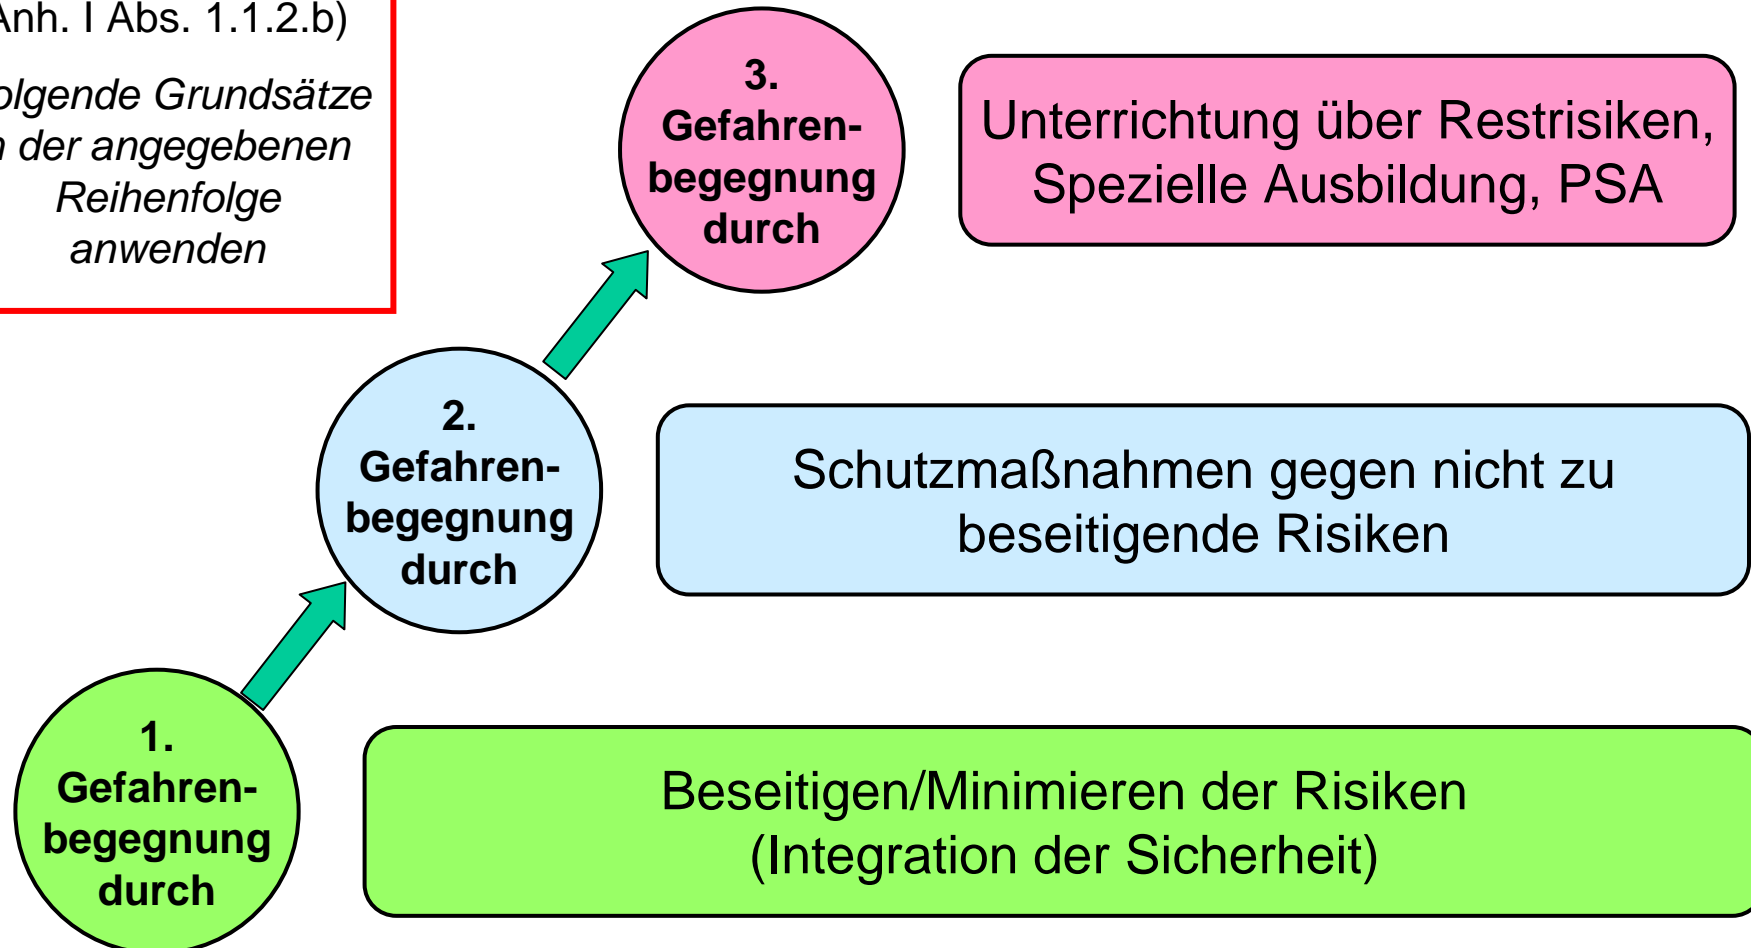 Anh. I Abs. 1.1.2.b)
olgende Grundsätze
der angegebenen
Reihenfolge
anwenden
3.
Gefahren-
begegnung
durch
Unterrichtung über Restrisiken,
Spezielle Ausbildung, PSA
2.
Gefahren-
begegnung
durch
Schutzmaßnahmen gegen nicht zu
beseitigende Risiken
1.
Gefahren-
begegnung
durch
Beseitigen/Minimieren der Risiken
(Integration der Sicherheit)